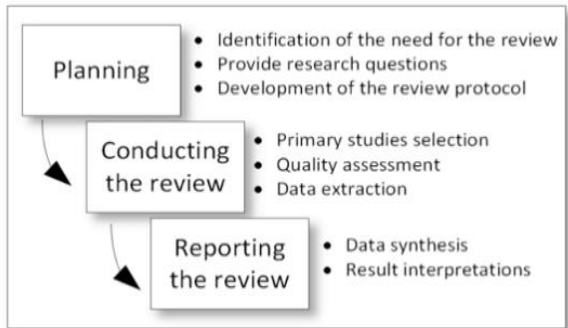 Planning
• Identification of the need for the review
• Provide research questions
• Development of the review protocol
Conducting
the review
• Primary studies selection
• Quality assessment
• Data extraction
Reporting
the review
• Data synthesis
• Result interpretations